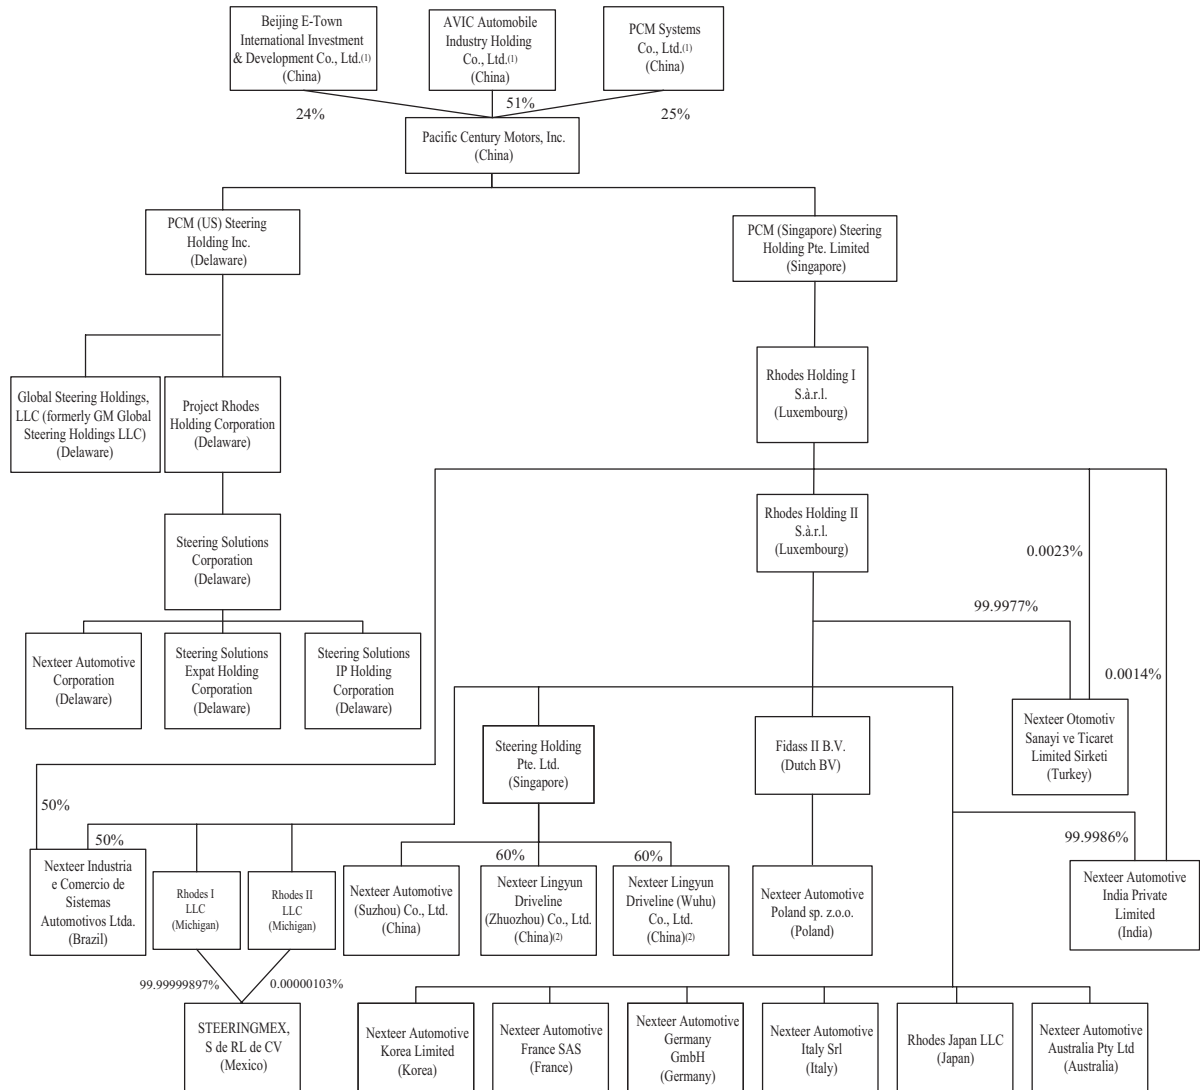 Beijing E-Town
International Investment
& Development Co., Ltd.(1)
(China)
AVIC Automobile
Industry Holding
Co., Ltd.(1)
(China)
PCM Systems
Co., Ltd.(1)
(China)
24%
51%
25%
Pacific Century Motors, Inc.
(China)
PCM (US) Steering
Holding Inc.
(Delaware)
PCM (Singapore) Steering
Holding Pte. Limited
(Singapore)
Global Steering Holdings,
LLC (formerly GM Global
Steering Holdings LLC)
(Delaware)
Project Rhodes
Holding Corporation
(Delaware)
Rhodes Holding I
S.à.r.l.
(Luxembourg)
Steering Solutions
Corporation
(Delaware)
Rhodes Holding II
S.à.r.l.
(Luxembourg)
0.0023%
99.9977%
0.0014%
Nexteer Automotive
Corporation
(Delaware)
Steering Solutions
Expat Holding
Corporation
(Delaware)
Steering Solutions
IP Holding
Corporation
(Delaware)
Steering Holding
Pte. Ltd.
(Singapore)
Fidass II B.V.
(Dutch BV)
Nexteer Otomotiv
Sanayi ve Ticaret
Limited Sirketi
(Turkey)
50%
50%
60%
60%
99.9986%
Nexteer Industria
e Comercio de
Sistemas
Automotivos Ltda.
(Brazil)
Rhodes I
LLC
(Michigan)
Rhodes II
LLC
(Michigan)
Nexteer Automotive
(Suzhou) Co., Ltd.
(China)
Nexteer Lingyun
Driveline
(Zhuozhou) Co., Ltd.
(China)(2)
Nexteer Lingyun
Driveline (Wuhu)
Co., Ltd.
(China)(2)
Nexteer Automotive
Poland sp. z.o.o.
(Poland)
Nexteer Automotive
India Private
Limited
(India)
99.99999897%
0.00000103%
STEERINGMEX,
S de RL de CV
(Mexico)
Nexteer Automotive
Korea Limited
(Korea)
Nexteer Automotive
France SAS
(France)
Nexteer Automotive
Germany
GmbH
(Germany)
Nexteer Automotive
Italy Srl
(Italy)
Rhodes Japan LLC
(Japan)
Nexteer Automotive
Australia Pty Ltd
(Australia)